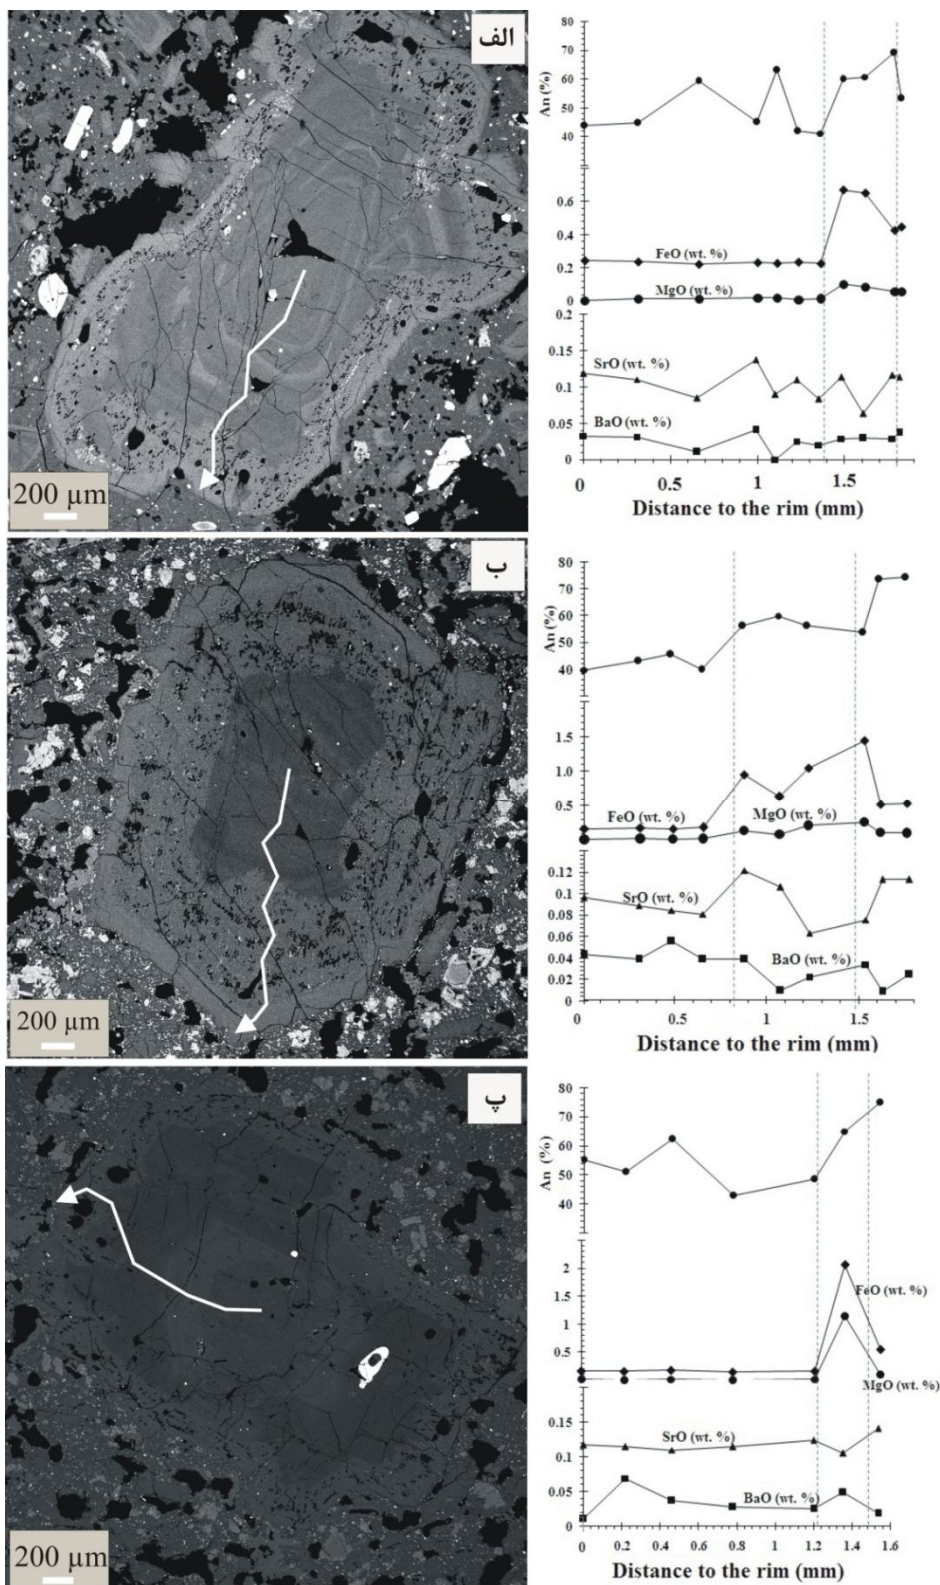 الف
200 µm
80
70
60
50
40
An (%)
0.6
0.4
0.2
0
FeO (wt. %)
MgO (wt. %)
0.2
0.15
0.1
0.05
0
SrO (wt. %)
BaO (wt. %)
0 0.5 1 1.5
Distance to the rim (mm)
ب
200 µm
80
70
60
50
40
An (%)
1.5
1.0
0.5
FeO (wt. %)
MgO (wt. %)
0.12
0.1
0.08
0.06
0.04
0.02
0
SrO (wt. %)
BaO (wt. %)
0 0.5 1 1.5
Distance to the rim (mm)
پ
200 µm
80
70
60
50
40
An (%)
2
1.5
1
0.5
FeO (wt. %)
MgO (wt. %)
0.15
0.1
0.05
0
SrO (wt. %)
BaO (wt. %)
0 0.2 0.4 0.6 0.8 1.0 1.2 1.4 1.6
Distance to the rim (mm)